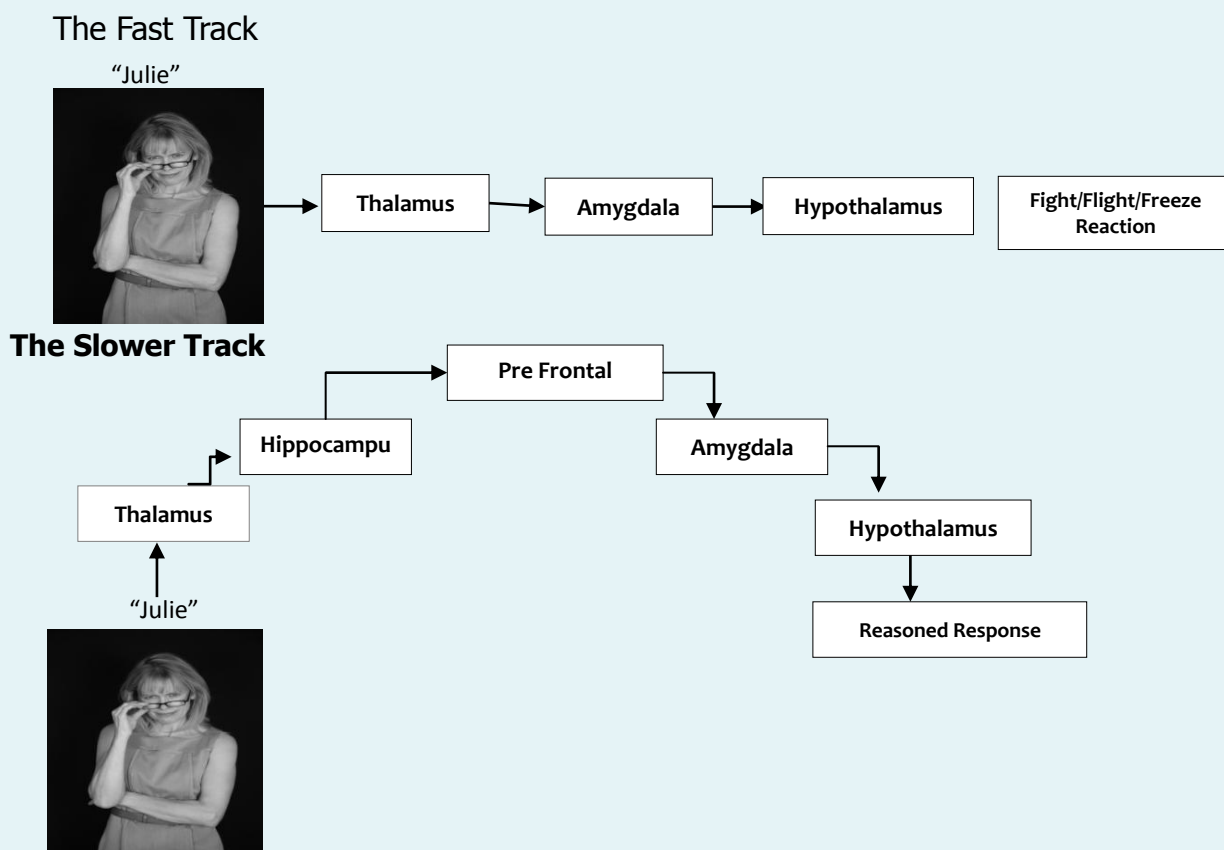 The Fast Track
“Julie”
Thalamus
Amygdala
Hypothalamus
Fight/Flight/Freeze
Reaction
The Slower Track
Pre Frontal
Hippocampu
Amygdala
Thalamus
Hypothalamus
“Julie”
Reasoned Response